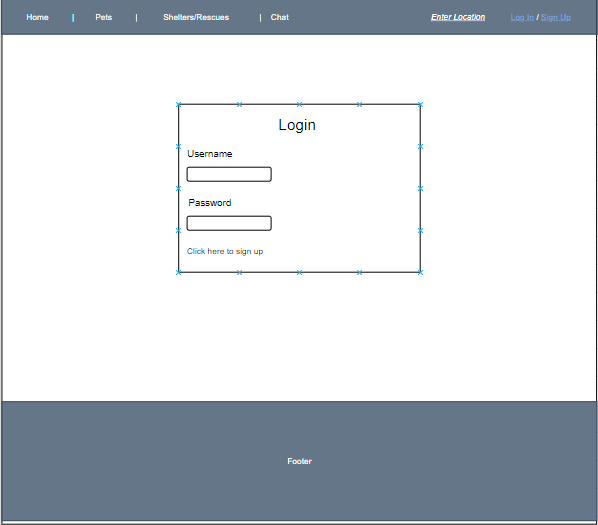 Home | Pets | Shelters/Rescues | Chat Enter Location Log In / Sign Up
Login
Username
Password
Click here to sign up
Footer